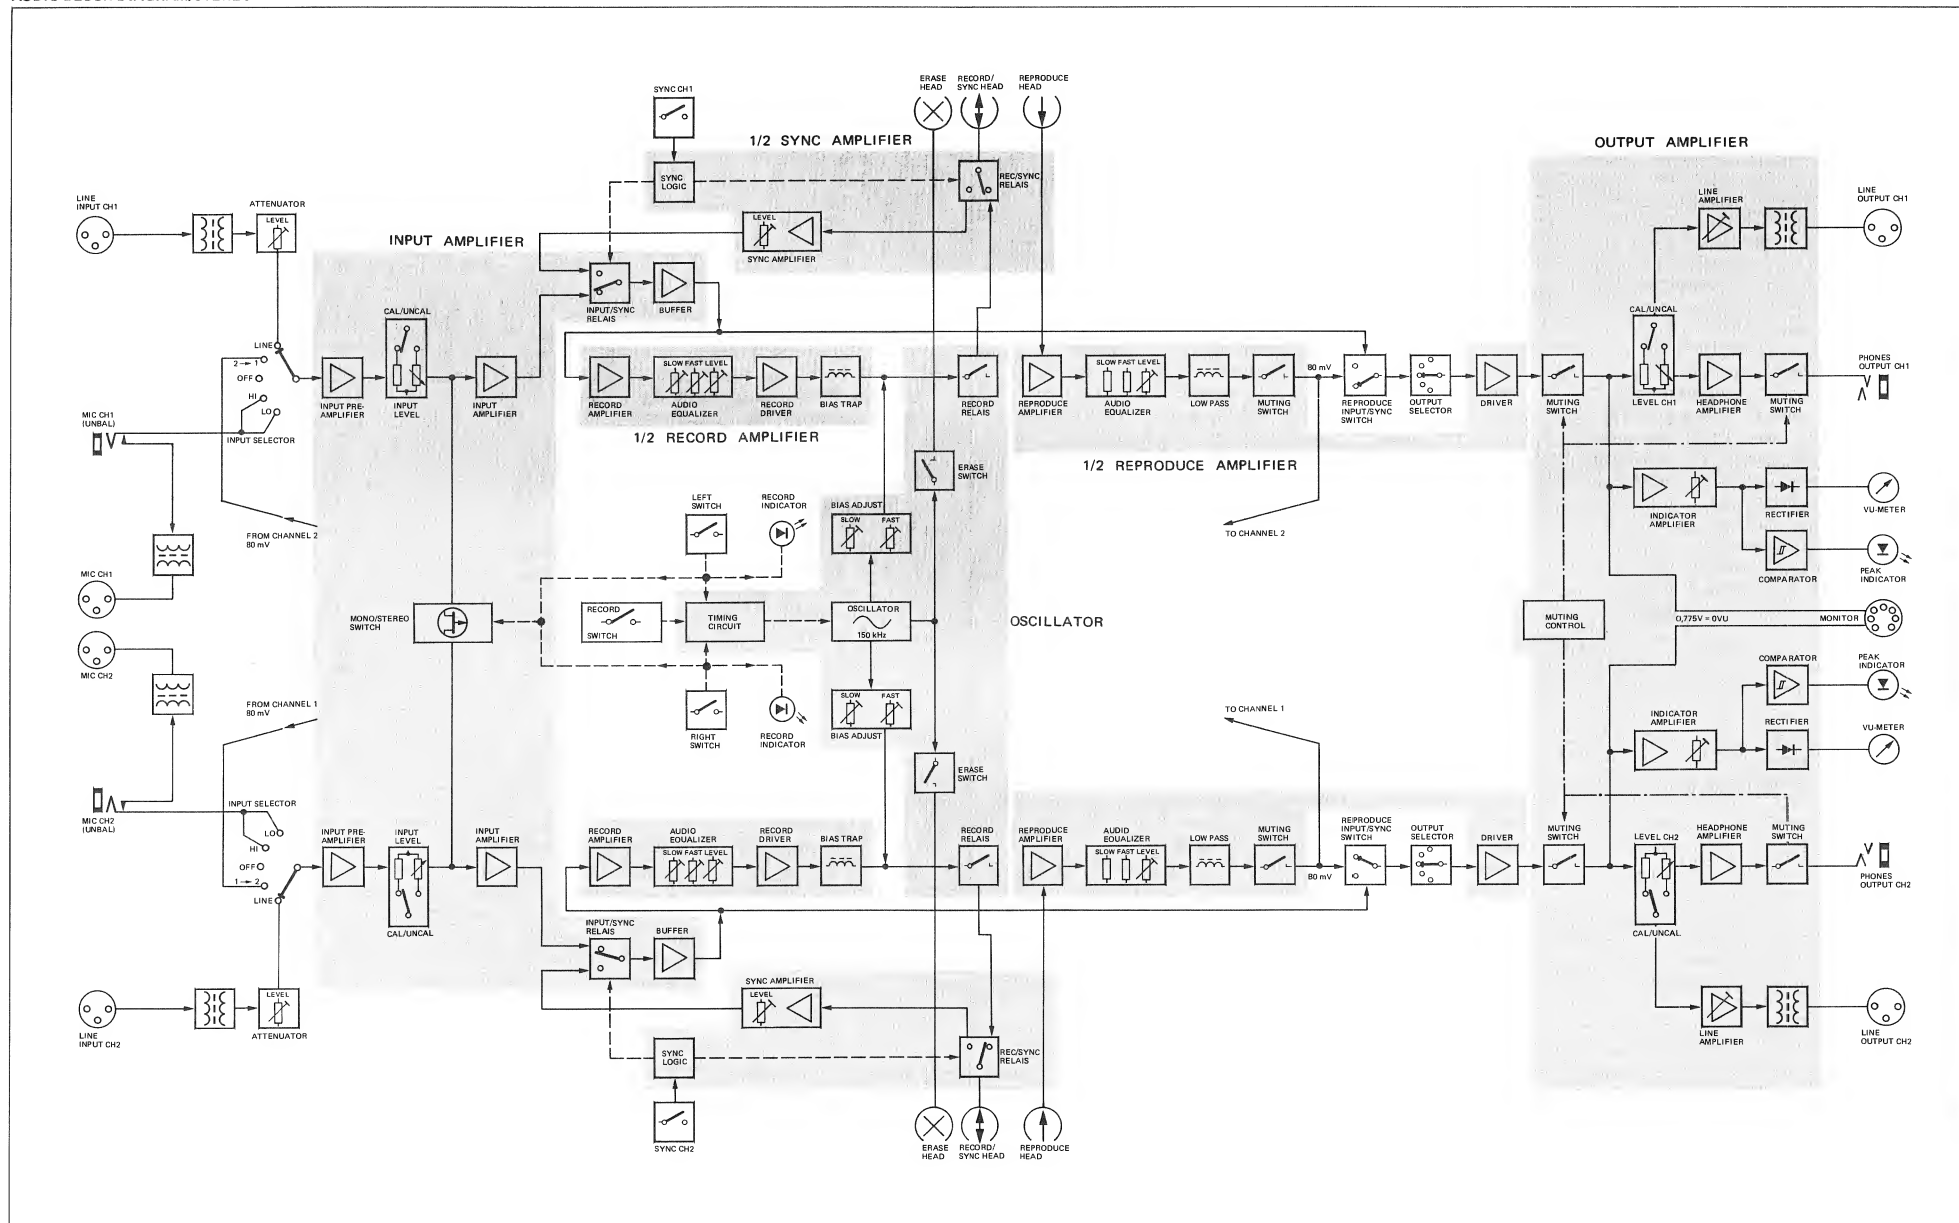 ERASE
HEAD
RECORD/
SYNC HEAD
REPRODUCE
HEAD
SYNC CH1
1/2 SYNC AMPLIFIER
OUTPUT AMPLIFIER
SYNC
LOGIC
REC/SYNC
RELAIS
LINE
INPUT CH1
ATTENUATOR
LEVEL
LINE
AMPLIFIER
LINE
OUTPUT CH1
INPUT AMPLIFIER
LEVEL
SYNC AMPLIFIER
CAL/UNCAL
INPUT/SYNC
RELAIS
BUFFER
CAL/UNCAL
LINE
2→1
OFF
HI
LO
INPUT SELECTOR
MIC CH1
(UNBAL)
INPUT PRE-
AMPLIFIER
INPUT
LEVEL
INPUT
AMPLIFIER
RECORD
AMPLIFIER
SLOW FAST LEVEL
AUDIO
EQUALIZER
RECORD
DRIVER
BIAS TRAP
RECORD
RELAIS
REPRODUCE
AMPLIFIER
SLOW FAST LEVEL
AUDIO
EQUALIZER
LOW PASS
MUTING
SWITCH
80 mV
REPRODUCE
INPUT/SYNC
SWITCH
OUTPUT
SELECTOR
DRIVER
MUTING
SWITCH
LEVEL CH1
HEADPHONE
AMPLIFIER
MUTING
SWITCH
PHONES
OUTPUT CH1
1/2 RECORD AMPLIFIER
1/2 REPRODUCE AMPLIFIER
ERASE
SWITCH
LEFT
SWITCH
RECORD
INDICATOR
BIAS ADJUST
SLOW FAST
INDICATOR
AMPLIFIER
RECTIFIER
VU-METER
FROM CHANNEL 2
80 mV
TO CHANNEL 2
COMPARATOR
PEAK
INDICATOR
MIC CH1
MONO/STEREO
SWITCH
RECORD
SWITCH
TIMING
CIRCUIT
OSCILLATOR
150 kHz
OSCILLATOR
MUTING
CONTROL
0,775V = 0VU
MONITOR
MIC CH2
FROM CHANNEL 1
80 mV
SLOW FAST
BIAS ADJUST
RIGHT
SWITCH
RECORD
INDICATOR
TO CHANNEL 1
COMPARATOR
PEAK
INDICATOR
INDICATOR
AMPLIFIER
RECTIFIER
VU-METER
ERASE
SWITCH
MIC CH2
(UNBAL)
INPUT SELECTOR
LO
HI
OFF
1→2
LINE
INPUT PRE-
AMPLIFIER
INPUT
LEVEL
INPUT
AMPLIFIER
RECORD
AMPLIFIER
AUDIO
EQUALIZER
SLOW FAST LEVEL
RECORD
DRIVER
BIAS TRAP
RECORD
RELAIS
REPRODUCE
AMPLIFIER
AUDIO
EQUALIZER
SLOW FAST LEVEL
LOW PASS
MUTING
SWITCH
80 mV
REPRODUCE
INPUT/SYNC
SWITCH
OUTPUT
SELECTOR
DRIVER
MUTING
SWITCH
LEVEL CH2
HEADPHONE
AMPLIFIER
MUTING
SWITCH
PHONES
OUTPUT CH2
CAL/UNCAL
INPUT/SYNC
RELAIS
BUFFER
CAL/UNCAL
SYNC AMPLIFIER
LEVEL
LINE
INPUT CH2
LEVEL
ATTENUATOR
LINE
AMPLIFIER
LINE
OUTPUT CH2
SYNC
LOGIC
REC/SYNC
RELAIS
SYNC CH2
ERASE
HEAD
RECORD/
SYNC HEAD
REPRODUCE
HEAD